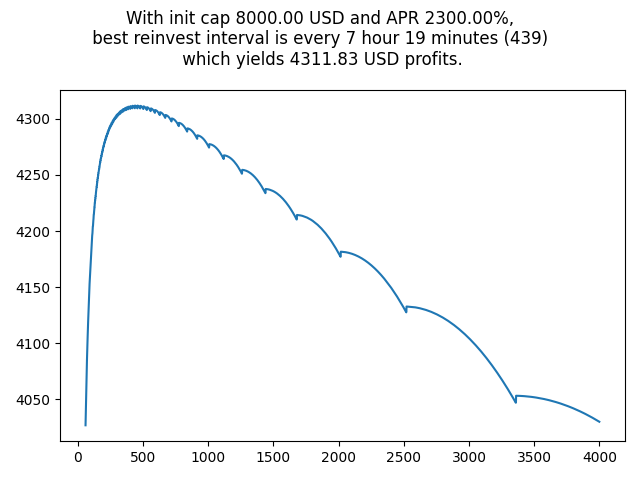 With init cap 8000.00 USD and APR 2300.00%,
best reinvest interval is every 7 hour 19 minutes (439)
which yields 4311.83 USD profits.
4300
4250
4200
4150
4100
4050
0 500 1000 1500 2000 2500 3000 3500 4000